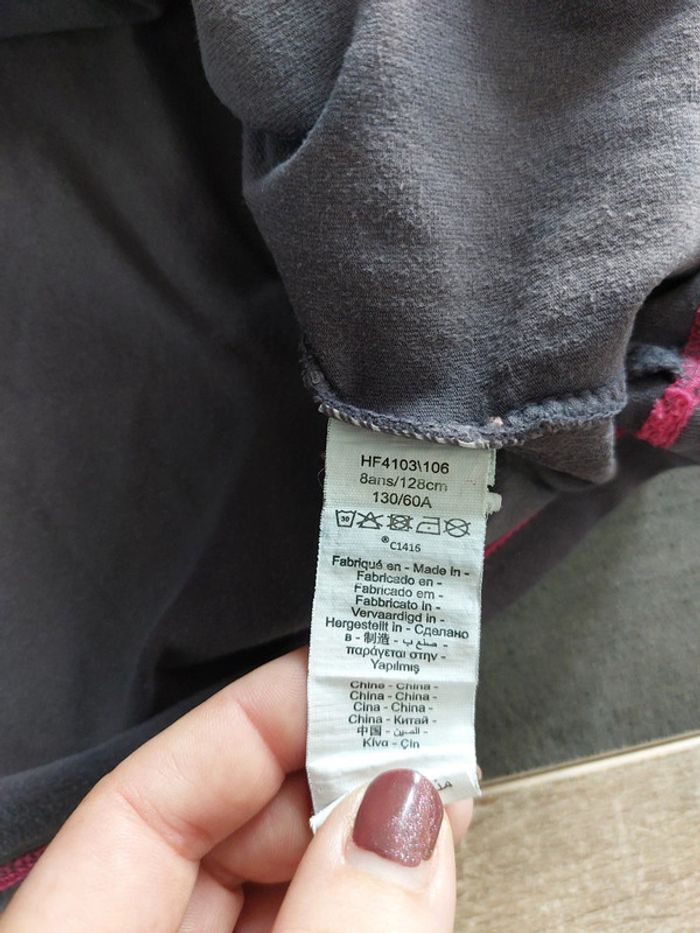 HF4103\106
8ans/128cm
130/60A
30
®C1416
Fabriqué en - Made in -
Fabricado en -
Fabricado em -
Fabbricato in -
Vervaardigd in -
Hergestellt in - Сделано
в - 制造 - صنع ب -
παράγεται στην -
Yapılmış
China - China -
China - China -
Cina - China -
China - Китай -
中国 - الصين -
Κίνα - Çin